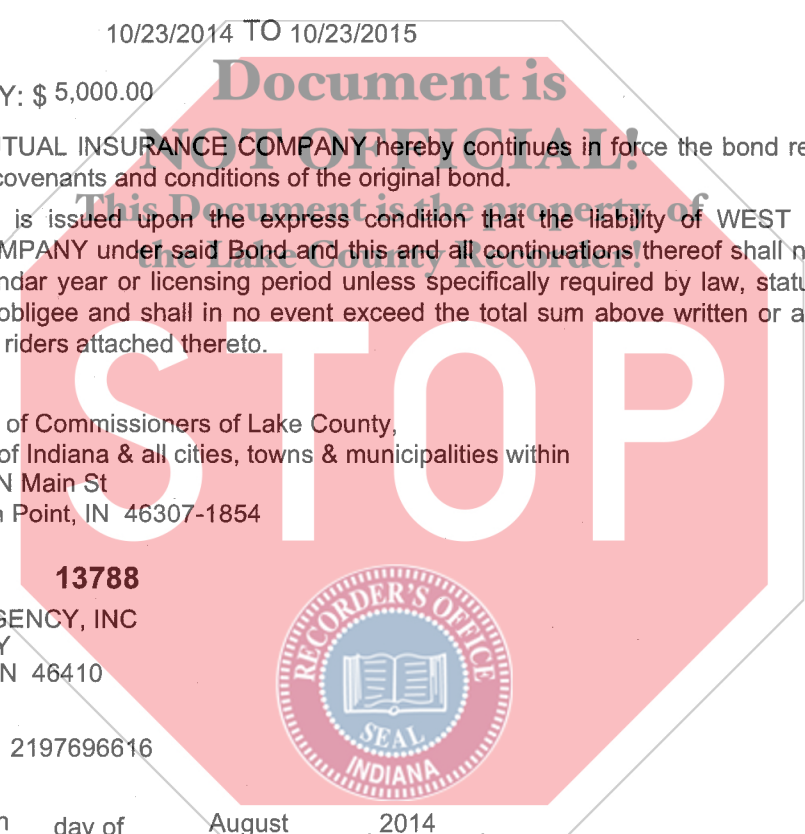 10/23/2014 TO 10/23/2015
Document is
Y: $ 5,000.00
NOT OFFICIAL!
TUAL INSURANCE COMPANY hereby continues in force the bond re
covenants and conditions of the original bond.
This Document is the property of
is issued upon the express condition that the liability of WEST
MPANY under said Bond and this and all continuations thereof shall n
the Lake County Recorder!
ndar year or licensing period unless specifically required by law, statu
obligee and shall in no event exceed the total sum above written or a
riders attached thereto.
STOP
of Commissioners of Lake County,
of Indiana & all cities, towns & municipalities within
N Main St
Point, IN 46307-1854
13788
GENCY, INC
Y
N 46410
RECORDER'S OFFICE
SEAL
INDIANA
2197696616
day of August 2014